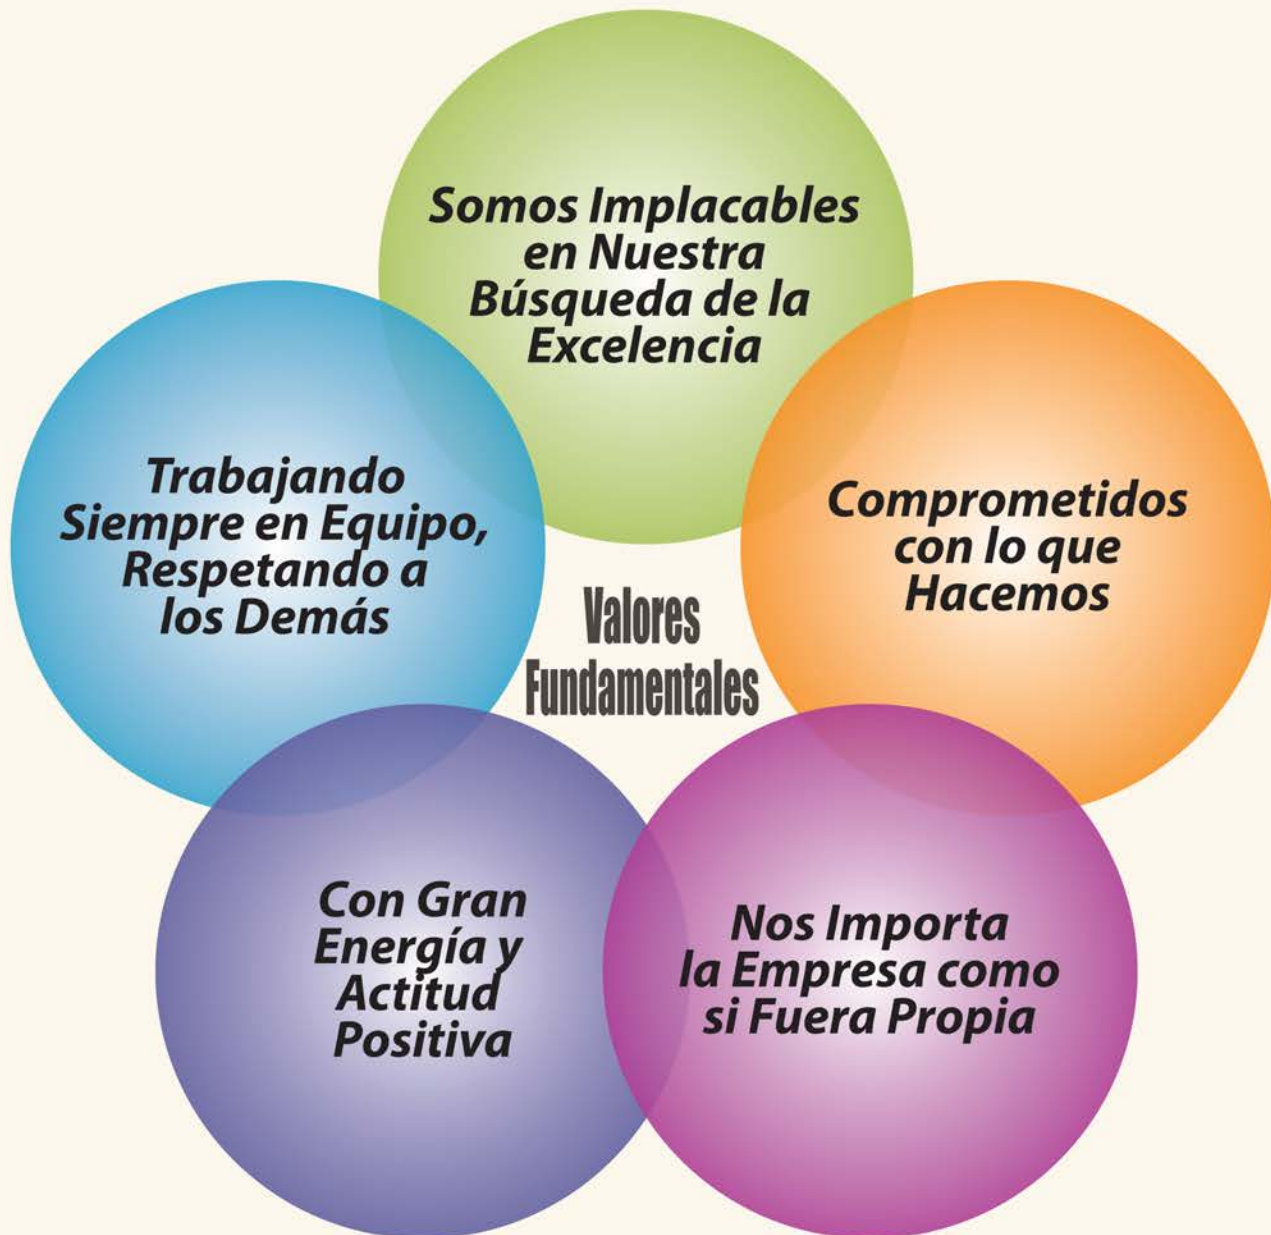 Somos Implacables
en Nuestra
Búsqueda de la
Excelencia
Trabajando
Siempre en Equipo,
Respetando a
los Demás
Comprometidos
con lo que
Hacemos
Valores
Fundamentales
Con Gran
Energía y
Actitud
Positiva
Nos Importa
la Empresa como
si Fuera Propia